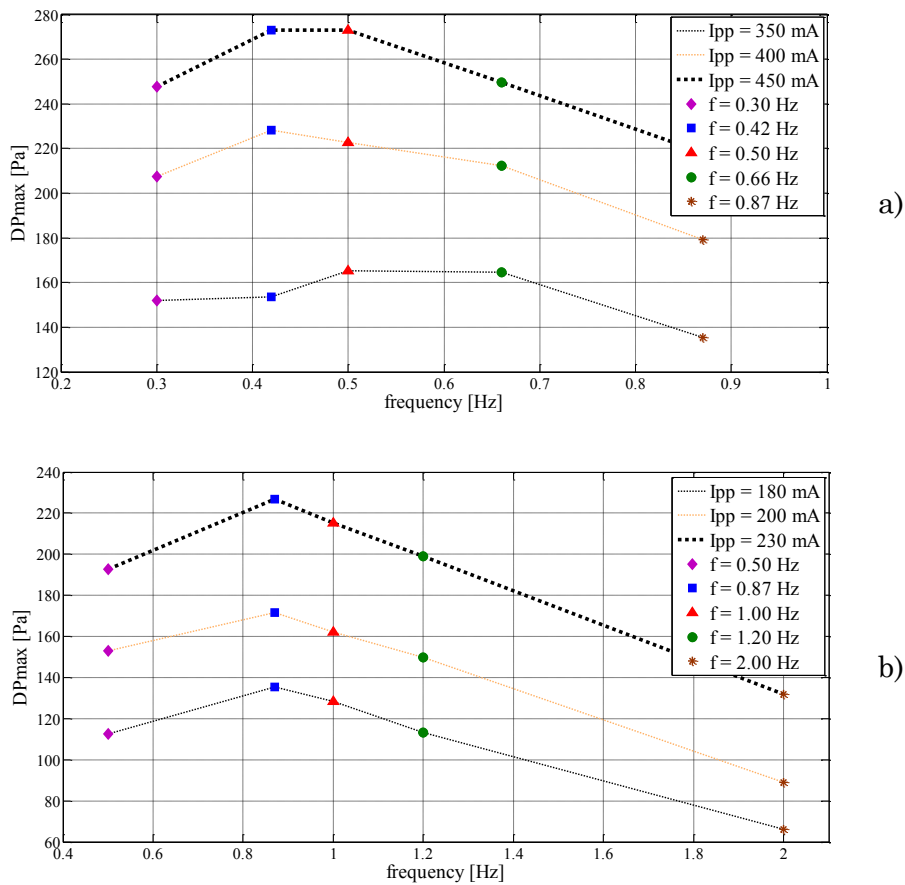 280
260
240
220
200
180
160
140
120
DPmax [Pa]
0.2 0.3 0.4 0.5 0.6 0.7 0.8 0.9 1
frequency [Hz]
Ipp = 350 mA
Ipp = 400 mA
Ipp = 450 mA
f = 0.30 Hz
f = 0.42 Hz
f = 0.50 Hz
f = 0.66 Hz
f = 0.87 Hz
a)
240
220
200
180
160
140
120
100
80
60
DPmax [Pa]
0.4 0.6 0.8 1 1.2 1.4 1.6 1.8 2
frequency [Hz]
Ipp = 180 mA
Ipp = 200 mA
Ipp = 230 mA
f = 0.50 Hz
f = 0.87 Hz
f = 1.00 Hz
f = 1.20 Hz
f = 2.00 Hz
b)